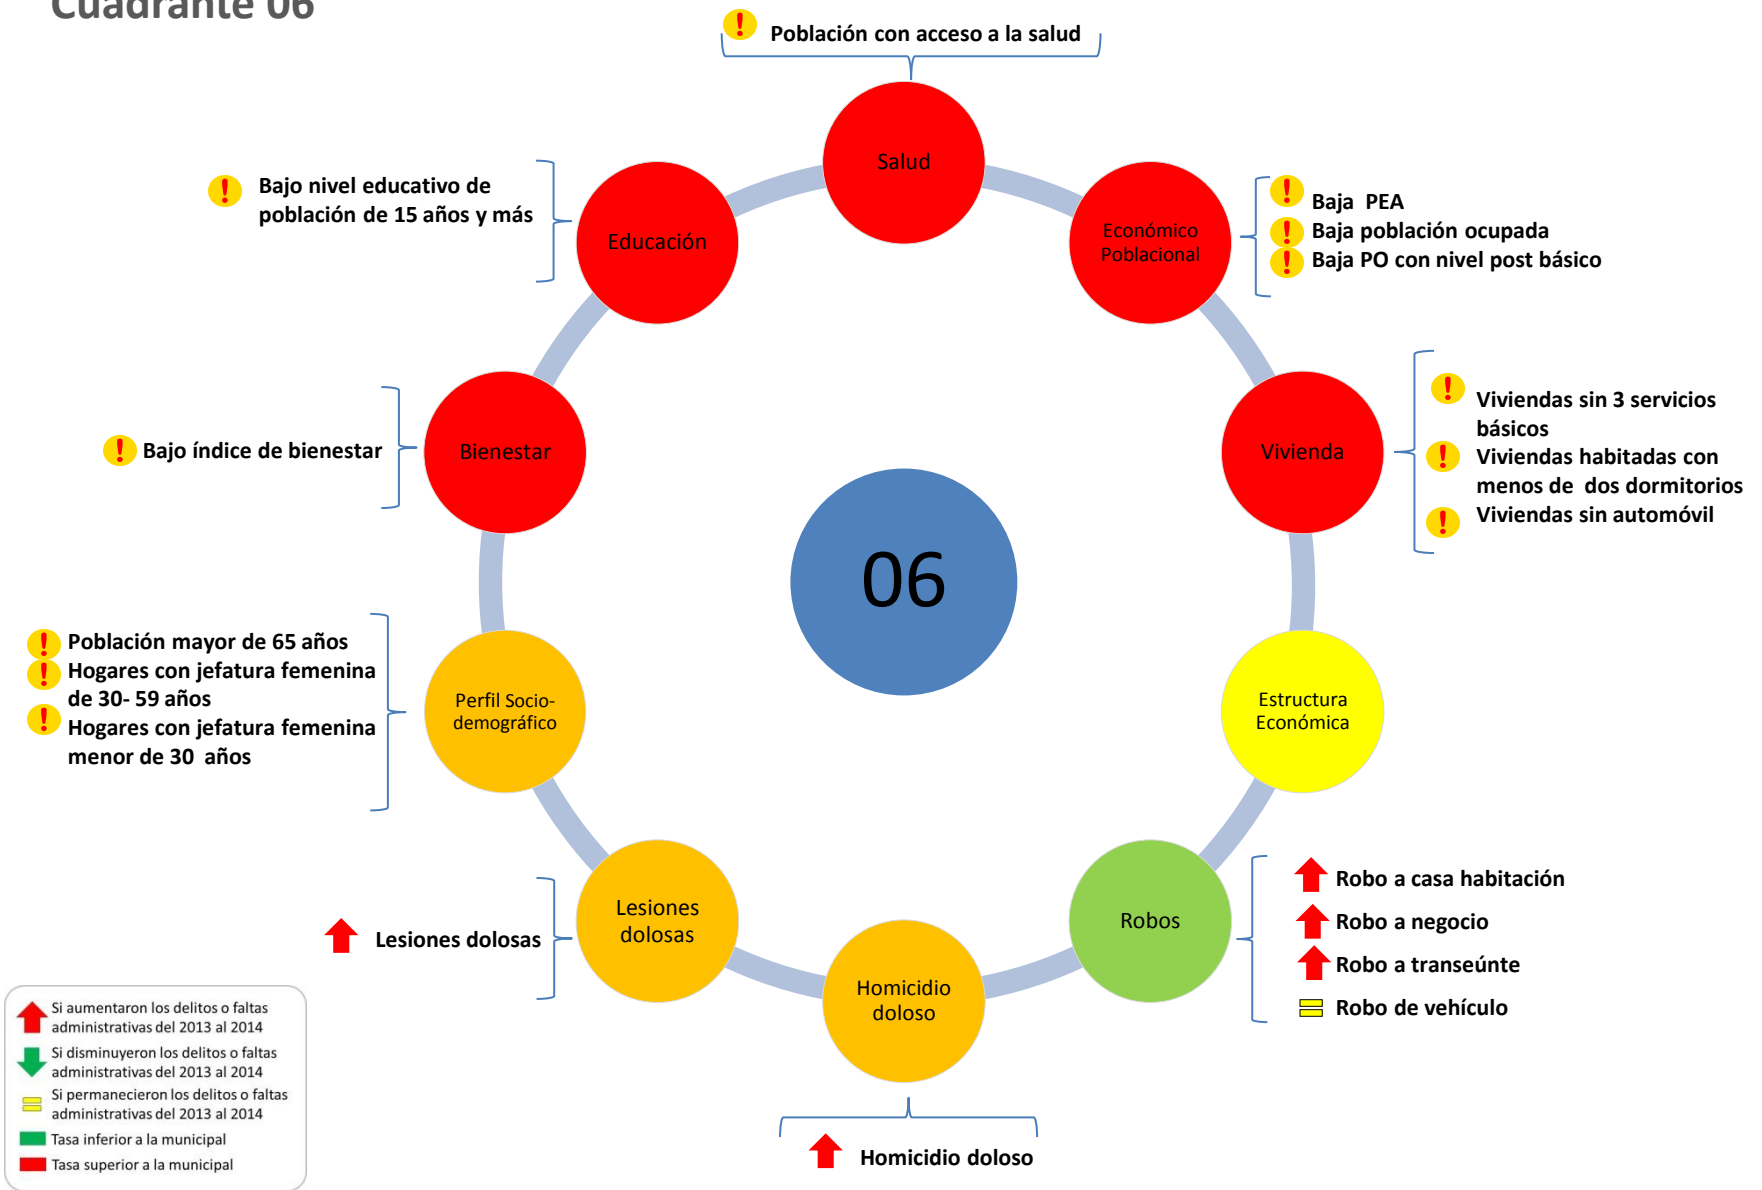 Cuadrante 06
Población con acceso a la salud
Salud
Bajo nivel educativo de
población de 15 años y más
Educación
Económico
Poblacional
Baja PEA
Baja población ocupada
Baja PO con nivel post básico
Bajo índice de bienestar
Bienestar
Vivienda
Viviendas sin 3 servicios
básicos
Viviendas habitadas con
menos de dos dormitorios
Viviendas sin automóvil
06
Población mayor de 65 años
Hogares con jefatura femenina
de 30- 59 años
Hogares con jefatura femenina
menor de 30 años
Perfil Socio-
demográfico
Estructura
Económica
Lesiones dolosas
Lesiones
dolosas
Homicidio
doloso
Robos
Robo a casa habitación
Robo a negocio
Robo a transeúnte
Robo de vehículo
Homicidio doloso
Si aumentaron los delitos o faltas
administrativas del 2013 al 2014
Si disminuyeron los delitos o faltas
administrativas del 2013 al 2014
Si permanecieron los delitos o faltas
administrativas del 2013 al 2014
Tasa inferior a la municipal
Tasa superior a la municipal